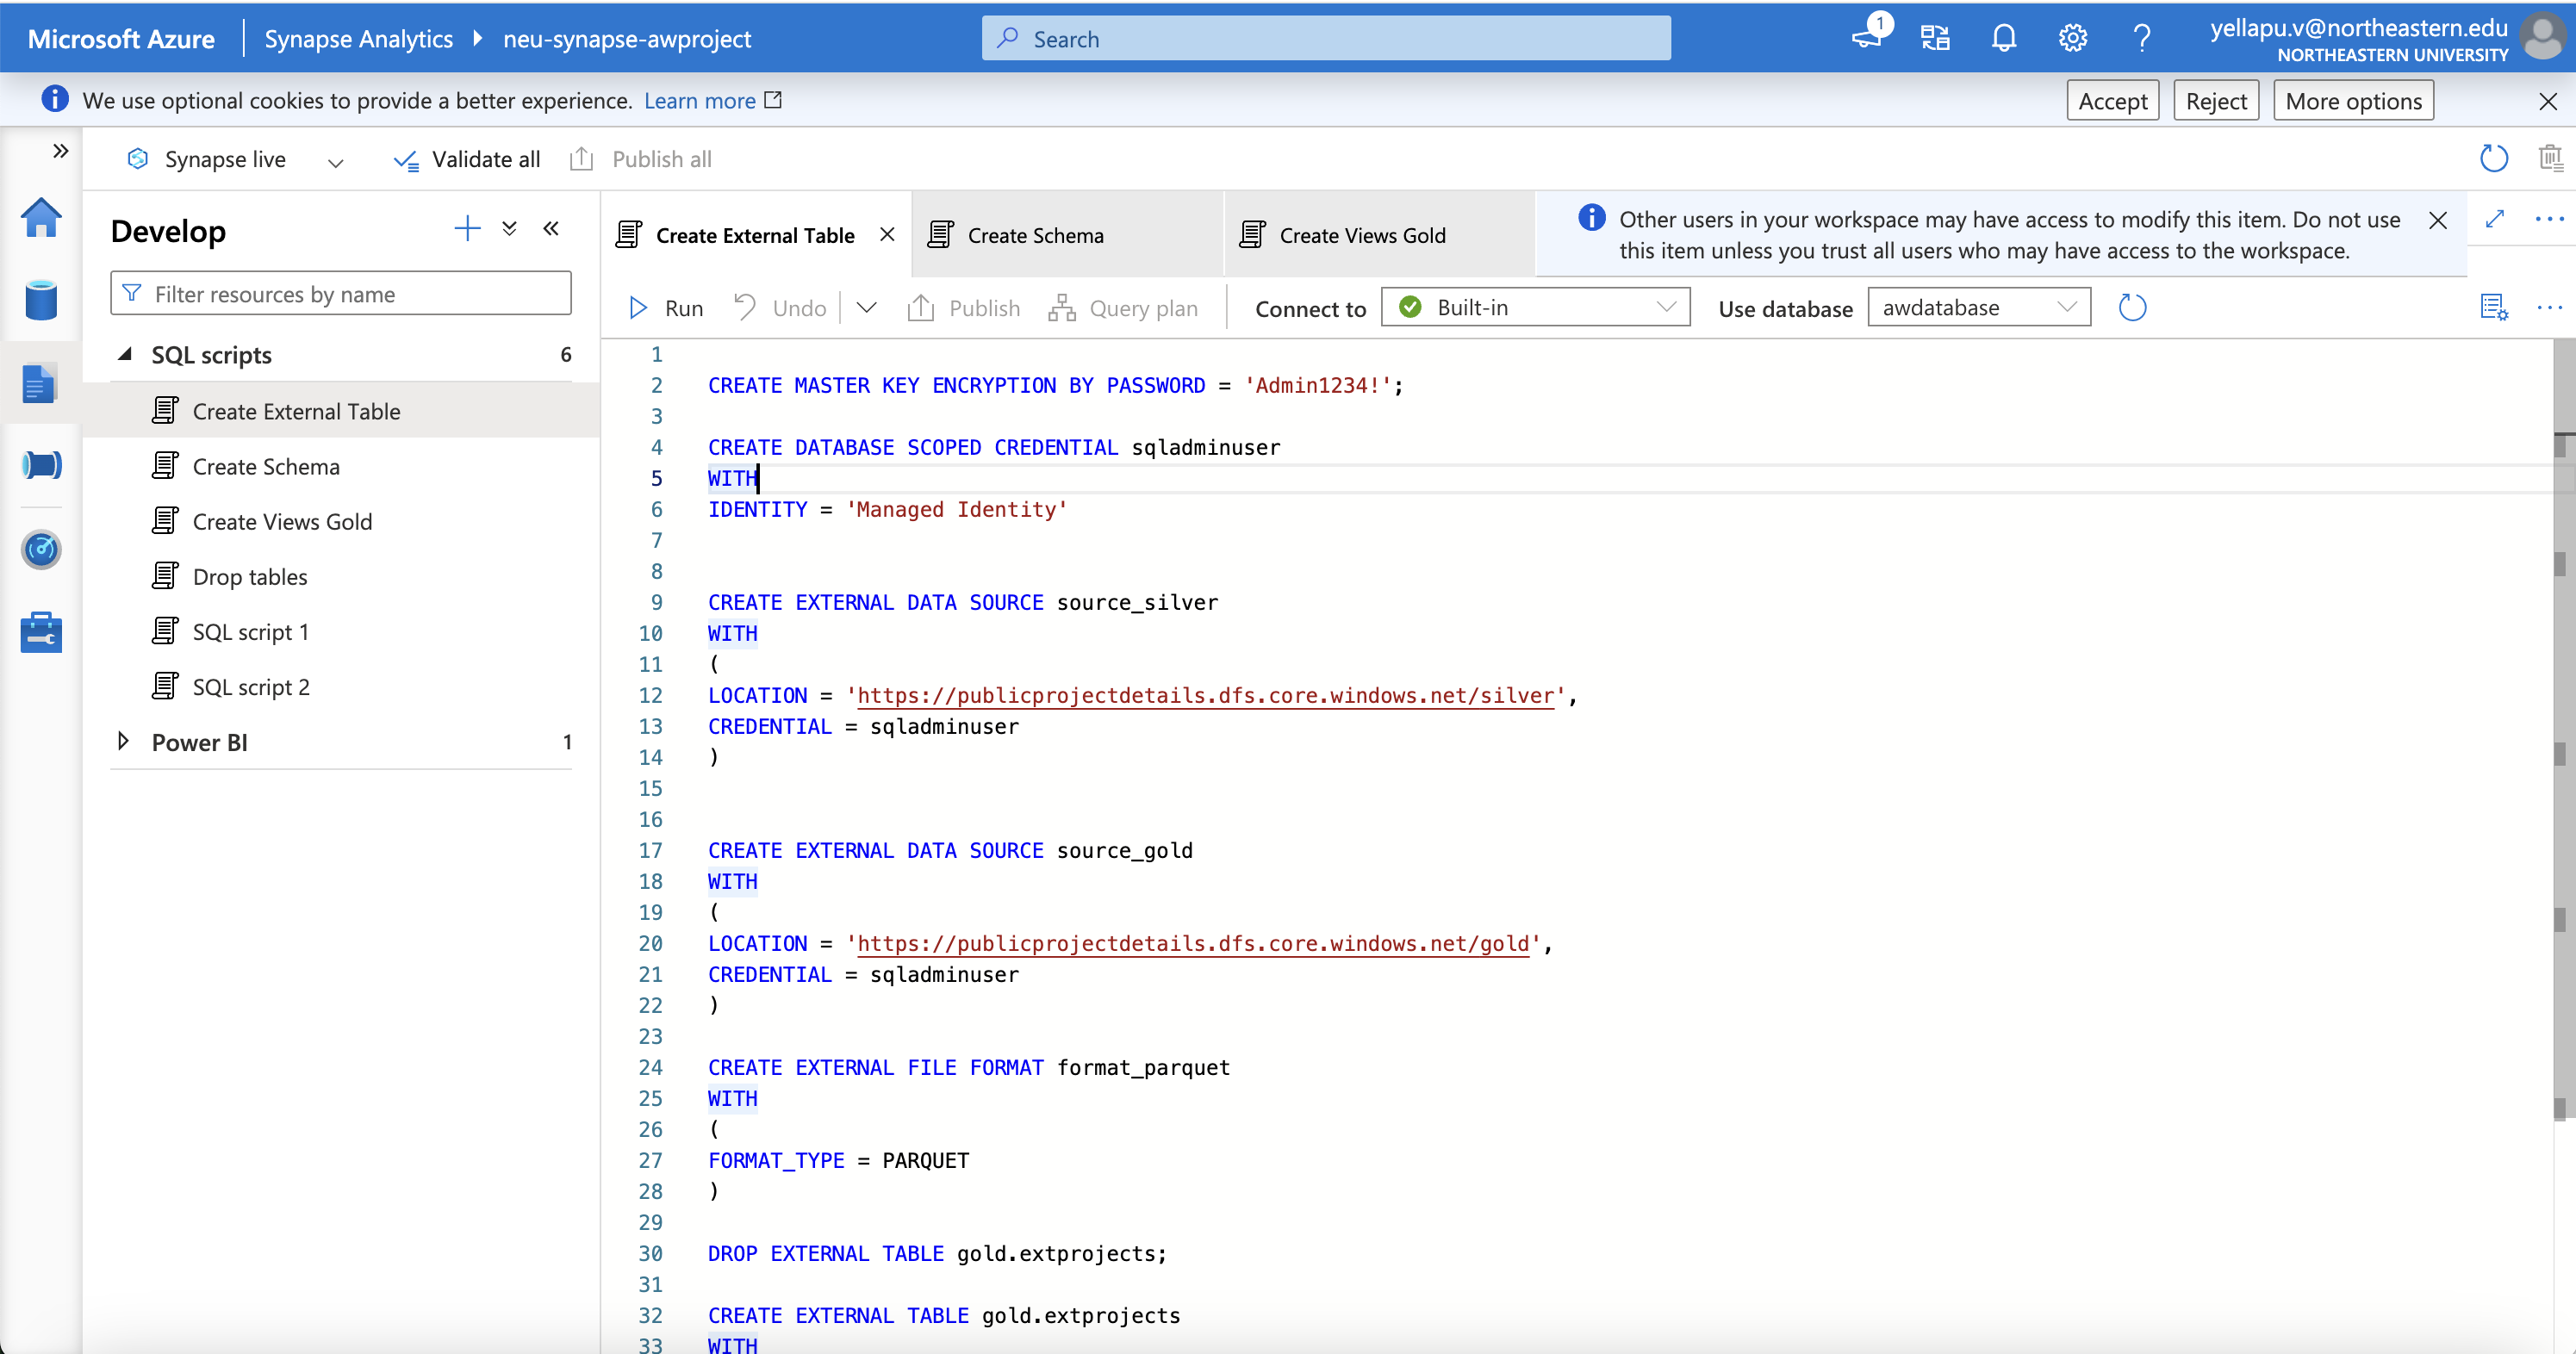 Microsoft Azure Synapse Analytics neu-synapse-awproject Search 1 yellapu.v@northeastern.edu
NORTHEASTERN UNIVERSITY
We use optional cookies to provide a better experience. Learn more Accept Reject More options
Synapse live Validate all Publish all
Develop
Filter resources by name
SQL scripts 6
Create External Table
Create Schema
Create Views Gold
Drop tables
SQL script 1
SQL script 2
Power BI 1
Create External Table Create Schema Create Views Gold
Other users in your workspace may have access to modify this item. Do not use
this item unless you trust all users who may have access to the workspace.
Run Undo Publish Query plan Connect to Built-in Use database awdatabase
1
2 CREATE MASTER KEY ENCRYPTION BY PASSWORD = 'Admin1234!';
3
4 CREATE DATABASE SCOPED CREDENTIAL sqladminuser
5 WITH
6 IDENTITY = 'Managed Identity'
7
8
9 CREATE EXTERNAL DATA SOURCE source_silver
10 WITH
11 (
12 LOCATION = 'https://publicprojectdetails.dfs.core.windows.net/silver',
13 CREDENTIAL = sqladminuser
14 )
15
16
17 CREATE EXTERNAL DATA SOURCE source_gold
18 WITH
19 (
20 LOCATION = 'https://publicprojectdetails.dfs.core.windows.net/gold',
21 CREDENTIAL = sqladminuser
22 )
23
24 CREATE EXTERNAL FILE FORMAT format_parquet
25 WITH
26 (
27 FORMAT_TYPE = PARQUET
28 )
29
30 DROP EXTERNAL TABLE gold.extprojects;
31
32 CREATE EXTERNAL TABLE gold.extprojects
33 WITH